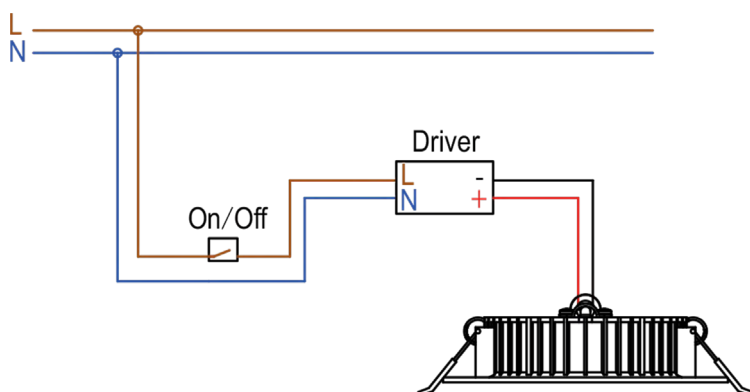 L
N
Driver
L -
N +
On/Off